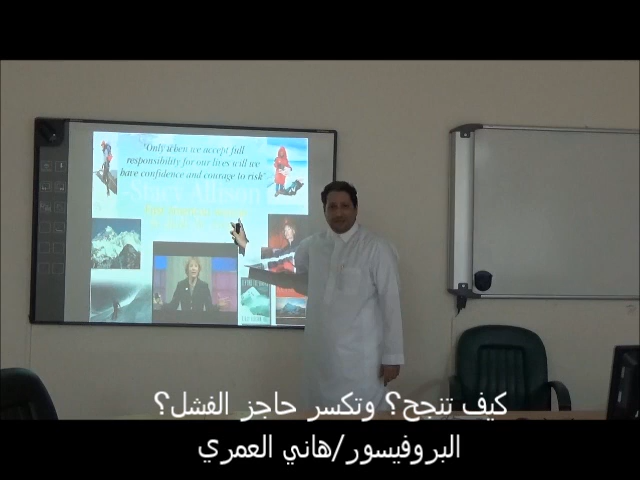 "Only when we accept full
responsibility for our lives will we
have confidence and courage to risk"
Stacy Allison
كيف تنجح؟ وتكسر حاجز الفشل؟
البروفيسور/هاني العمري